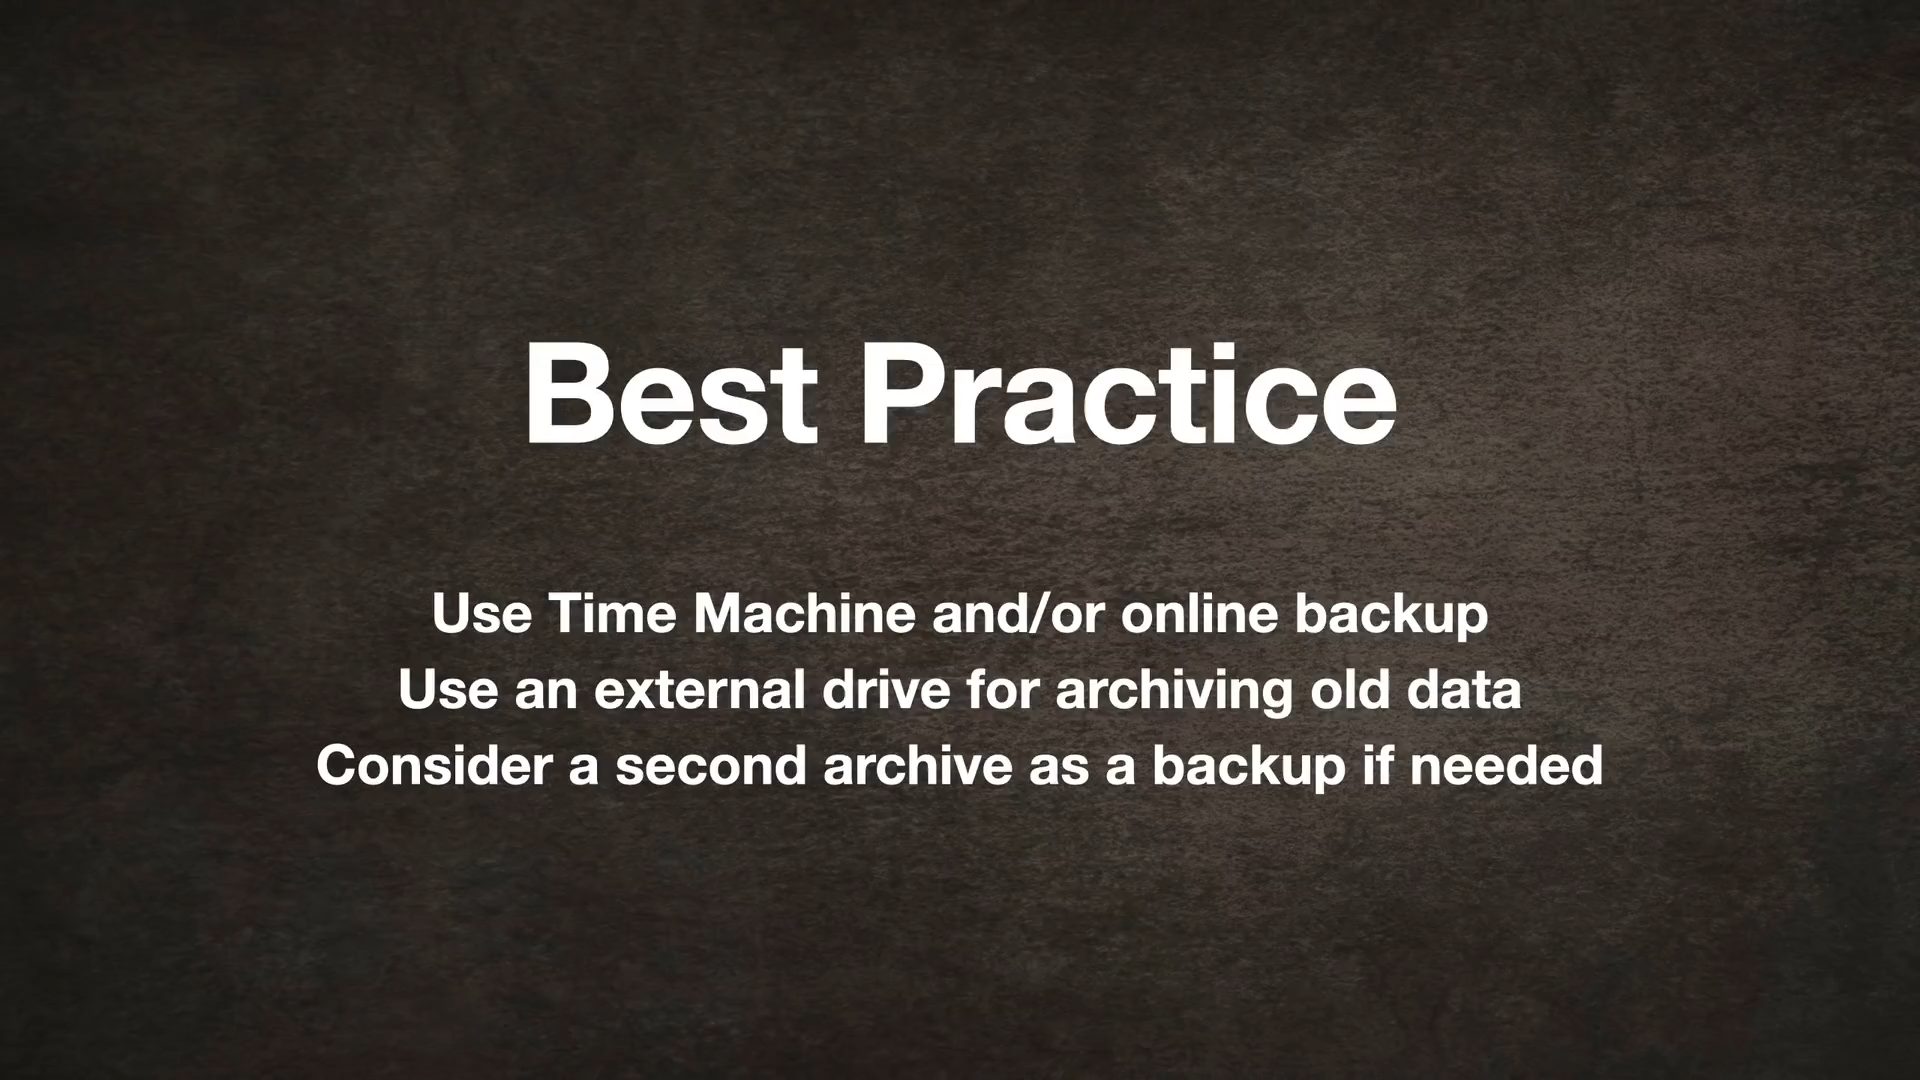 Best Practice
Use Time Machine and/or online backup
Use an external drive for archiving old data
Consider a second archive as a backup if needed